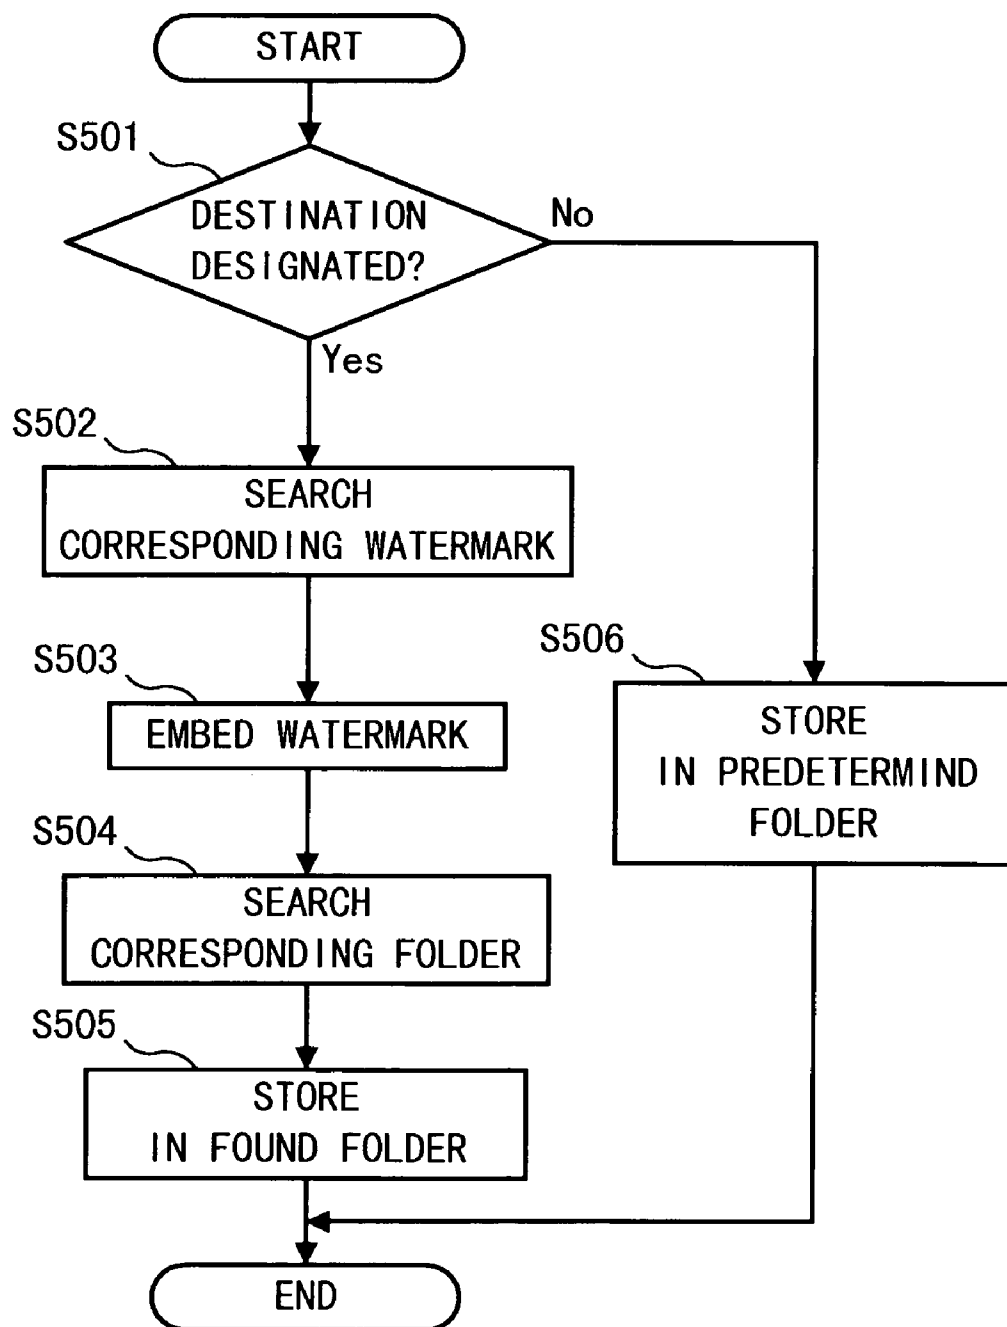 START
S501
DESTINATION
DESIGNATED?
No
Yes
S502
SEARCH
CORRESPONDING WATERMARK
S503
EMBED WATERMARK
S506
STORE
IN PREDETERMIND
FOLDER
S504
SEARCH
CORRESPONDING FOLDER
S505
STORE
IN FOUND FOLDER
END